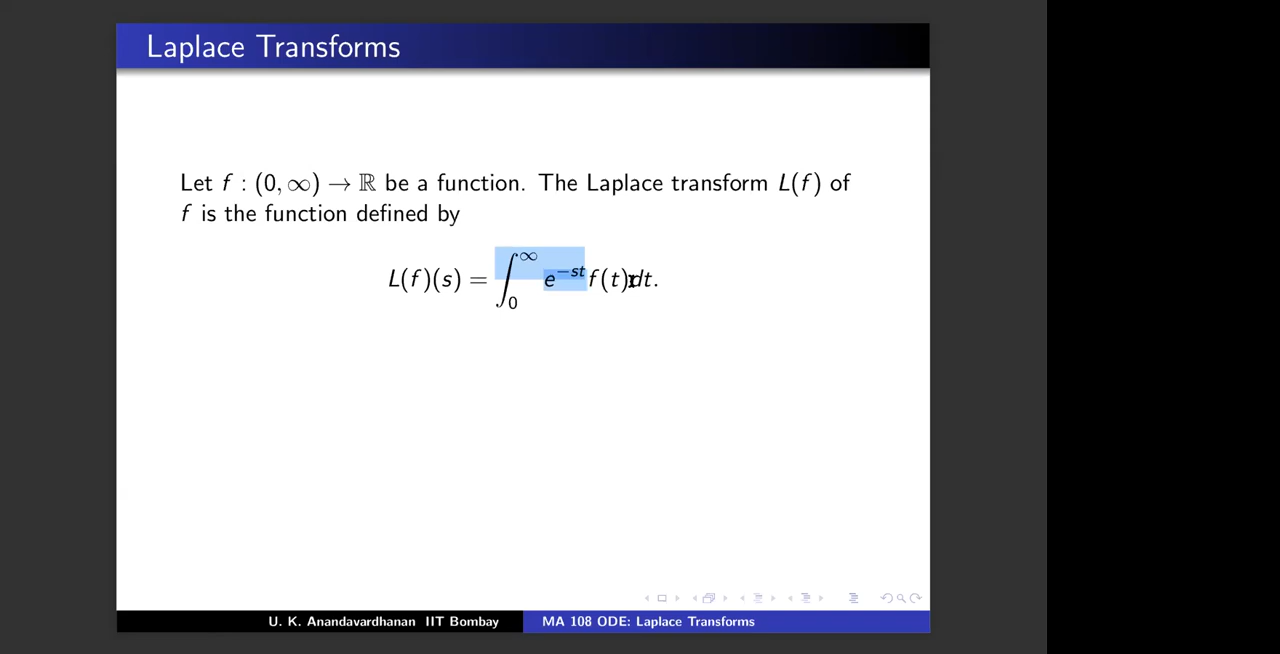 Laplace Transforms
Let f : (0, ∞) → ℝ be a function. The Laplace transform L(f) of
f is the function defined by
L(f)(s) = ∫₀^∞ e^{−st} f(t)dt.
U. K. Anandavardhanan IIT Bombay
MA 108 ODE: Laplace Transforms